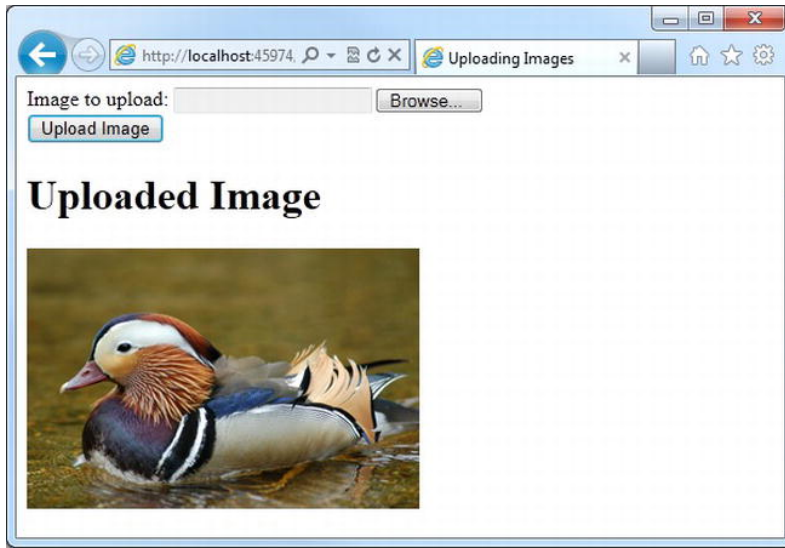 http://localhost:45974.
Uploading Images
Image to upload:
Browse...
Upload Image
Uploaded Image